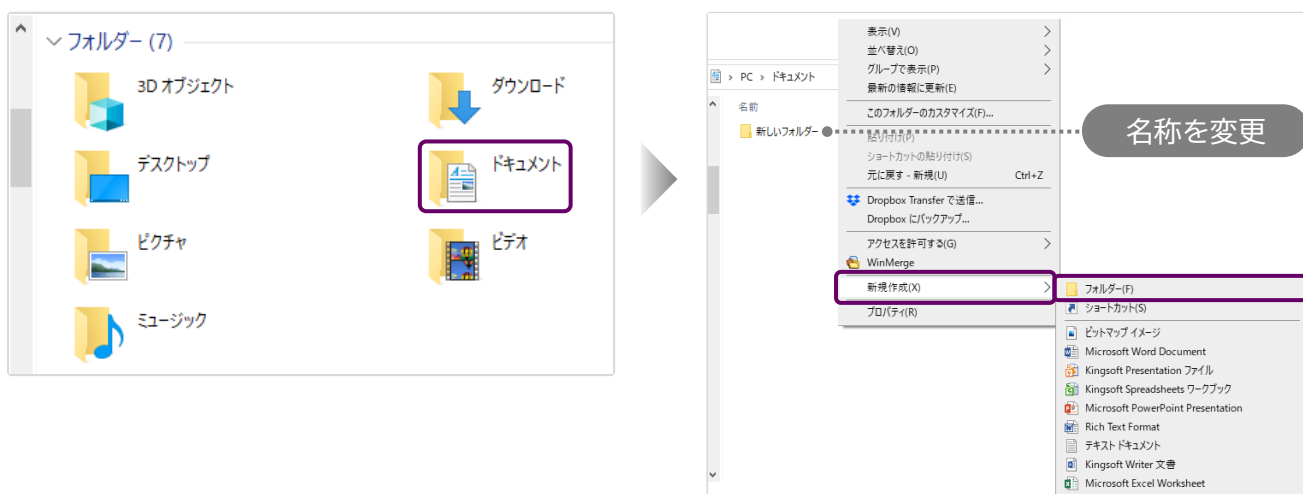 フォルダー (7)
3D オブジェクト
ダウンロード
デスクトップ
ドキュメント
ピクチャ
ビデオ
ミュージック
PC › ドキュメント
名前
新しいフォルダー
名称を変更
表示(V)
並べ替え(O)
グループで表示(P)
最新の情報に更新(E)
このフォルダーのカスタマイズ(F)...
貼り付け(P)
ショートカットの貼り付け(S)
元に戻す - 新規(U) Ctrl+Z
Dropbox Transfer で送信...
Dropbox にバックアップ...
アクセスを許可する(G)
WinMerge
新規作成(X)
プロパティ(R)
フォルダー(F)
ショートカット(S)
ビットマップ イメージ
Microsoft Word Document
Kingsoft Presentation ファイル
Kingsoft Spreadsheets ワークブック
Microsoft PowerPoint Presentation
Rich Text Format
テキスト ドキュメント
Kingsoft Writer 文書
Microsoft Excel Worksheet